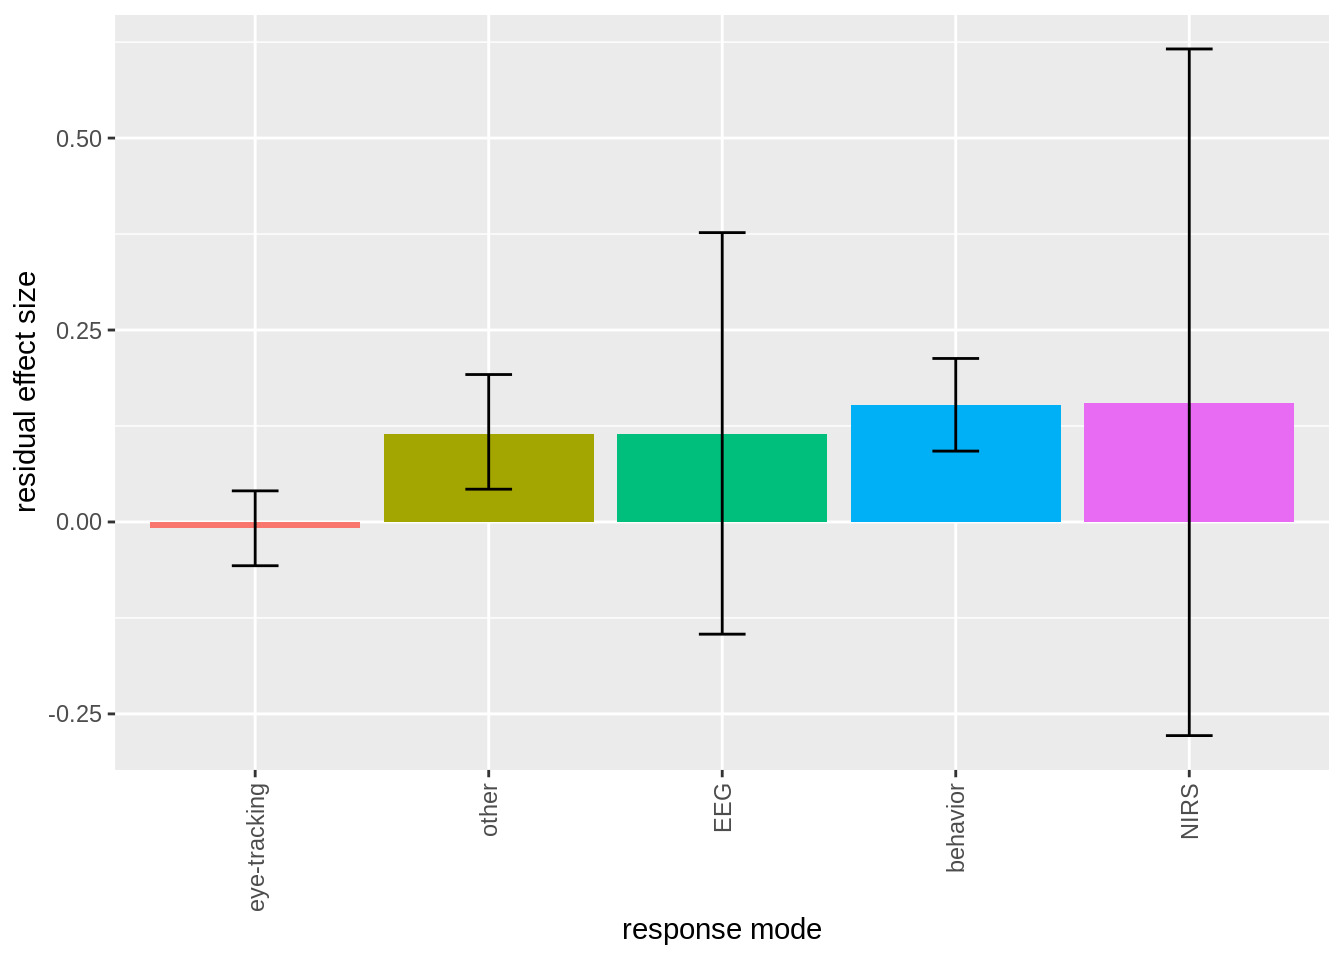 residual effect size
0.50
0.25
0.00
-0.25
eye-tracking
other
EEG
behavior
NIRS
response mode